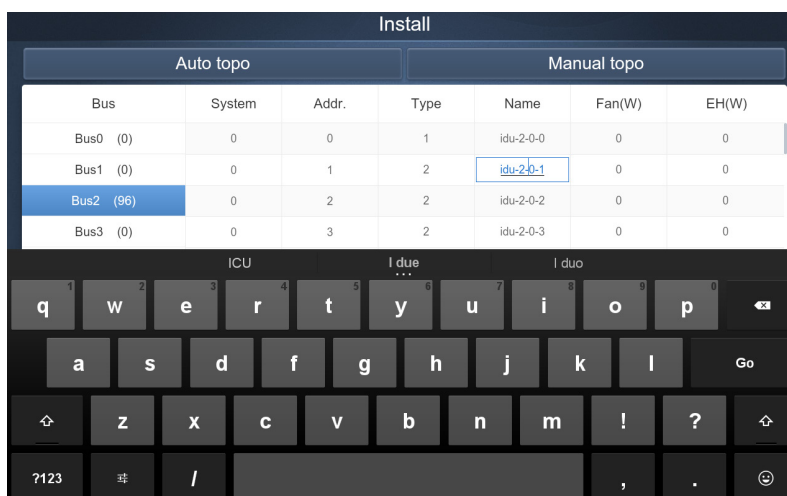 Install
Auto topo Manual topo
Bus System Addr. Type Name Fan(W) EH(W)
Bus0 (0) 0 0 1 idu-2-0-0 0 0
Bus1 (0) 0 1 2 idu-2-0-1 0 0
Bus2 (96) 0 2 2 idu-2-0-2 0 0
Bus3 (0) 0 3 2 idu-2-0-3 0 0
ICU I due I duo
...
1 2 3 4 5 6 7 8 9 0
q w e r t y u i o p
a s d f g h j k l Go
z x c v b n m ! ?
?123 / , .